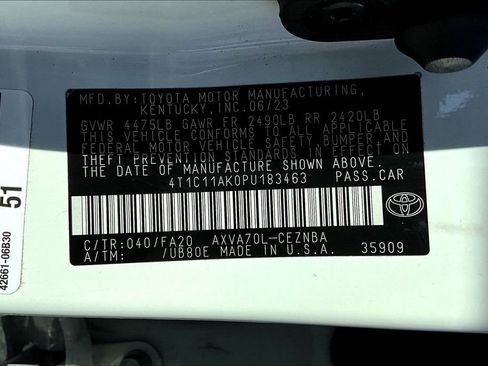 MFD.BY:TOYOTA MOTOR MANUFACTURING,
KENTUCKY, INC.06/23
GVWR 4475LB GAWR FR 2490LB RR 2420LB
THIS VEHICLE CONFORMS TO ALL APPLICABLE
FEDERAL MOTOR VEHICLE SAFETY, BUMPER AND
THEFT PREVENTION STANDARDS IN EFFECT ON
THE DATE OF MANUFACTURE SHOWN ABOVE.
4T1C11AK0PU183463 PASS.CAR
C/TR:040/FA20 AXVA70L-CEZNBA
A/TM: /UB80E MADE IN U.S.A. 35909
51
42661-06B30